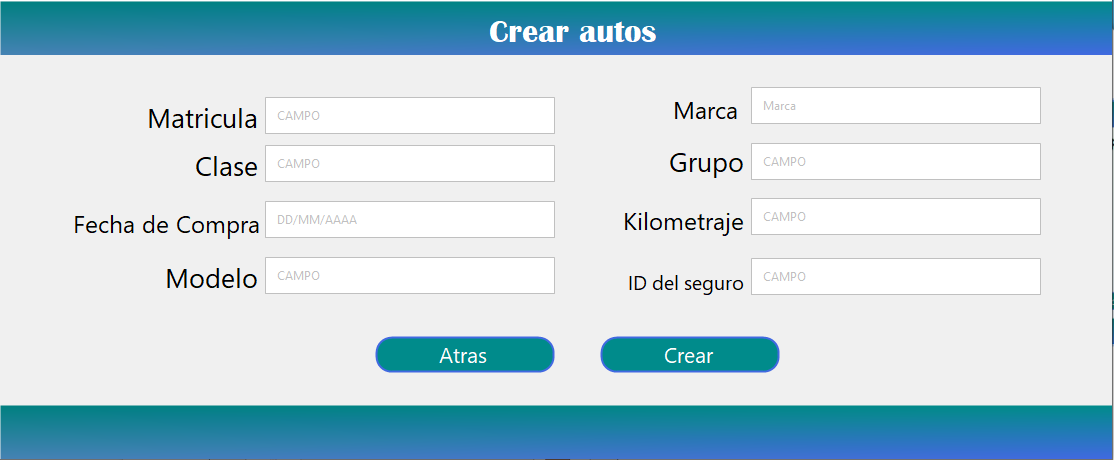 Crear autos
Matricula CAMPO
Marca Marca
Clase CAMPO
Grupo CAMPO
Fecha de Compra DD/MM/AAAA
Kilometraje CAMPO
Modelo CAMPO
ID del seguro CAMPO
Atras
Crear